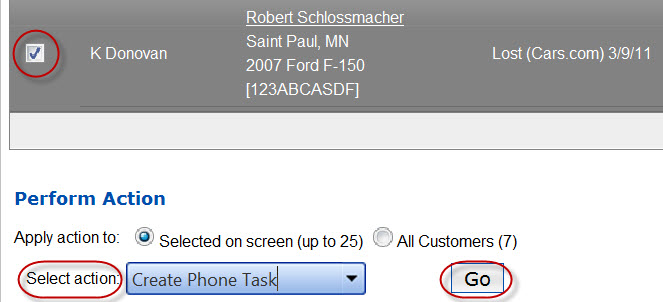 Robert Schlossmacher
K Donovan Saint Paul, MN Lost (Cars.com) 3/9/11
2007 Ford F-150
[123ABCASDF]
Perform Action
Apply action to: Selected on screen (up to 25) All Customers (7)
Select action: Create Phone Task Go